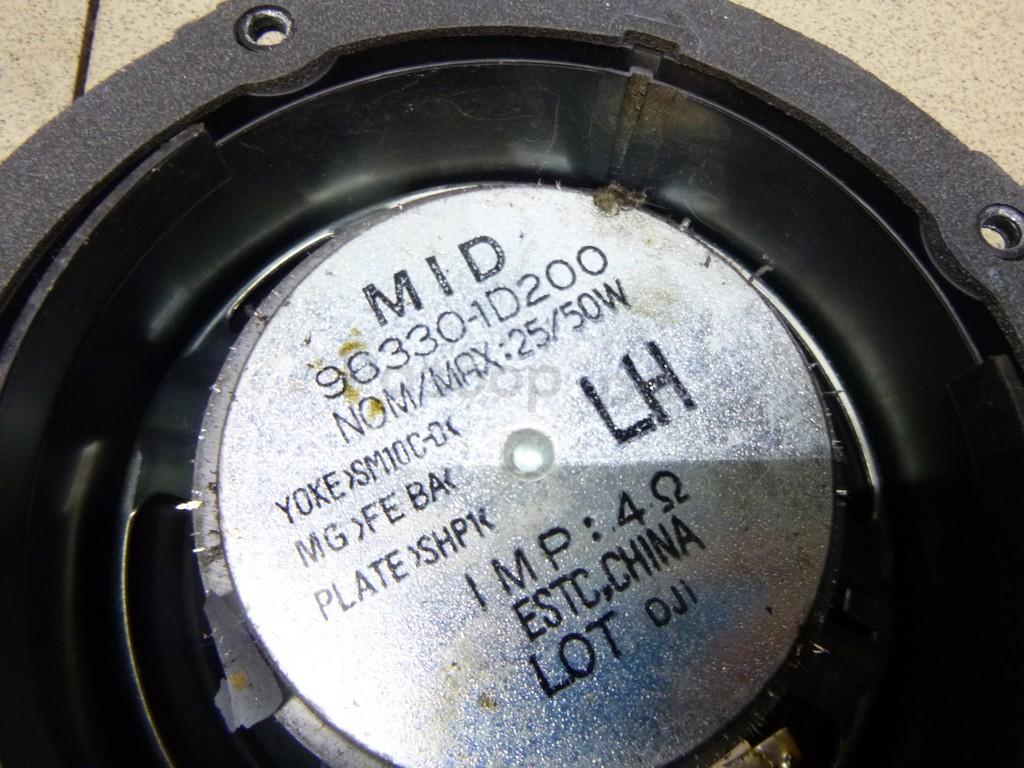 MID
96330-1D200
NOM/MAX:25/50W
LH
YOKE>SM10C-D<
MG>FE BA<
PLATE>SHP1<
IMP:4Ω
ESTC,CHINA
LOT DJ1